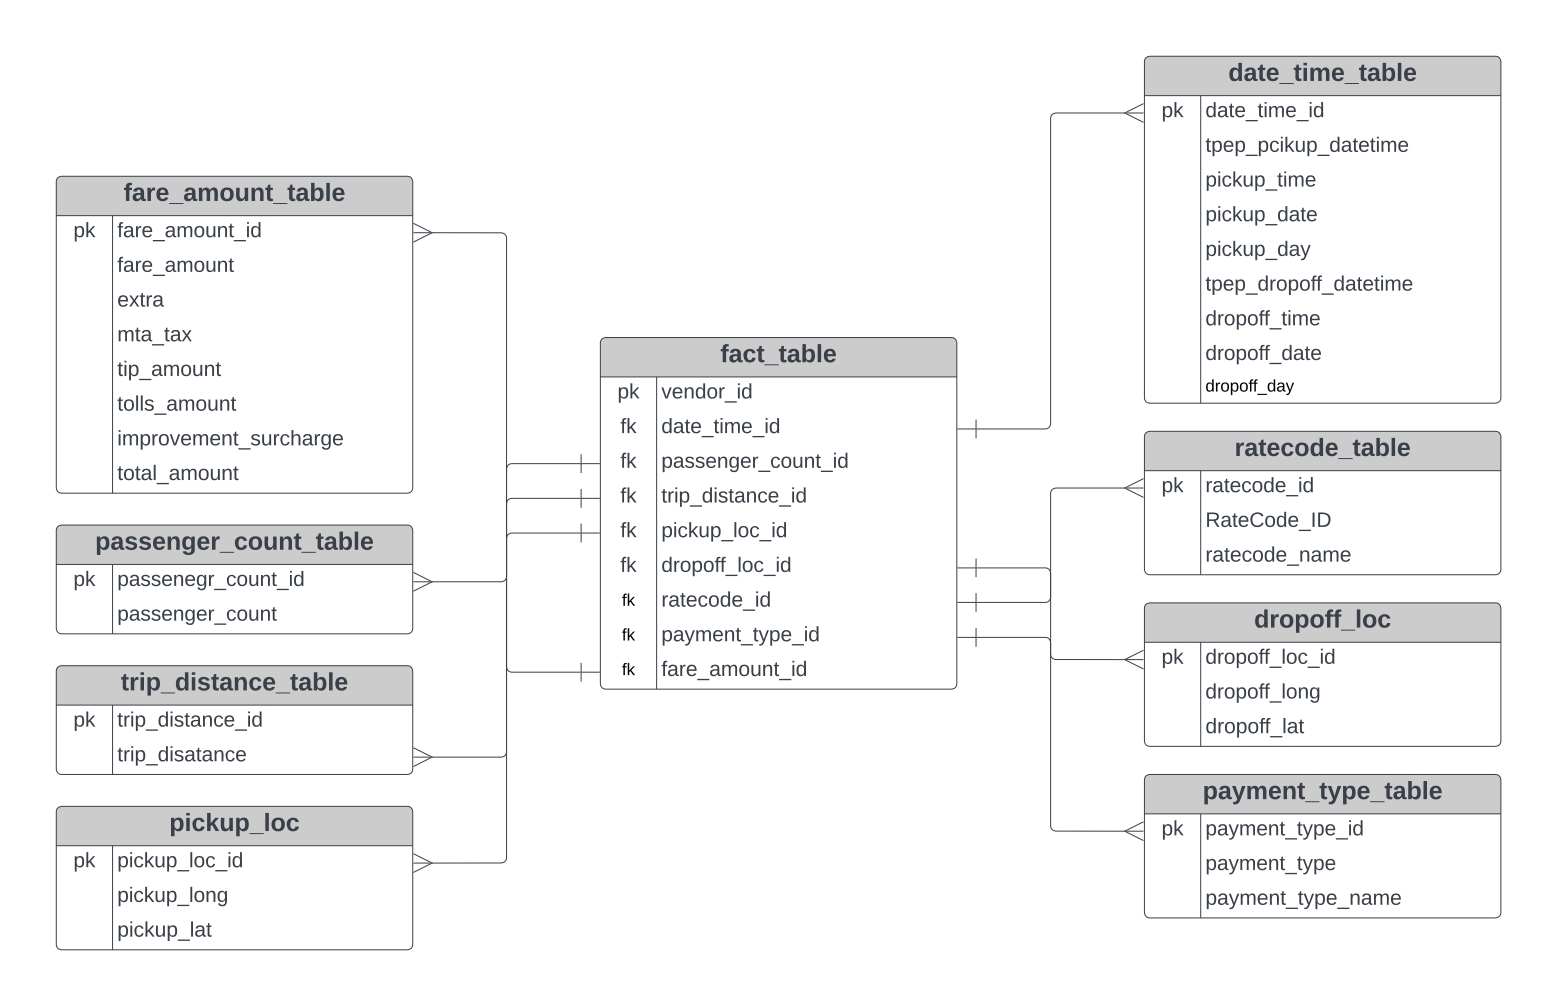 fare_amount_table
pk fare_amount_id
fare_amount
extra
mta_tax
tip_amount
tolls_amount
improvement_surcharge
total_amount
passenger_count_table
pk passenegr_count_id
passenger_count
trip_distance_table
pk trip_distance_id
trip_disatance
pickup_loc
pk pickup_loc_id
pickup_long
pickup_lat
fact_table
pk vendor_id
fk date_time_id
fk passenger_count_id
fk trip_distance_id
fk pickup_loc_id
fk dropoff_loc_id
fk ratecode_id
fk payment_type_id
fk fare_amount_id
date_time_table
pk date_time_id
tpep_pcikup_datetime
pickup_time
pickup_date
pickup_day
tpep_dropoff_datetime
dropoff_time
dropoff_date
dropoff_day
ratecode_table
pk ratecode_id
RateCode_ID
ratecode_name
dropoff_loc
pk dropoff_loc_id
dropoff_long
dropoff_lat
payment_type_table
pk payment_type_id
payment_type
payment_type_name